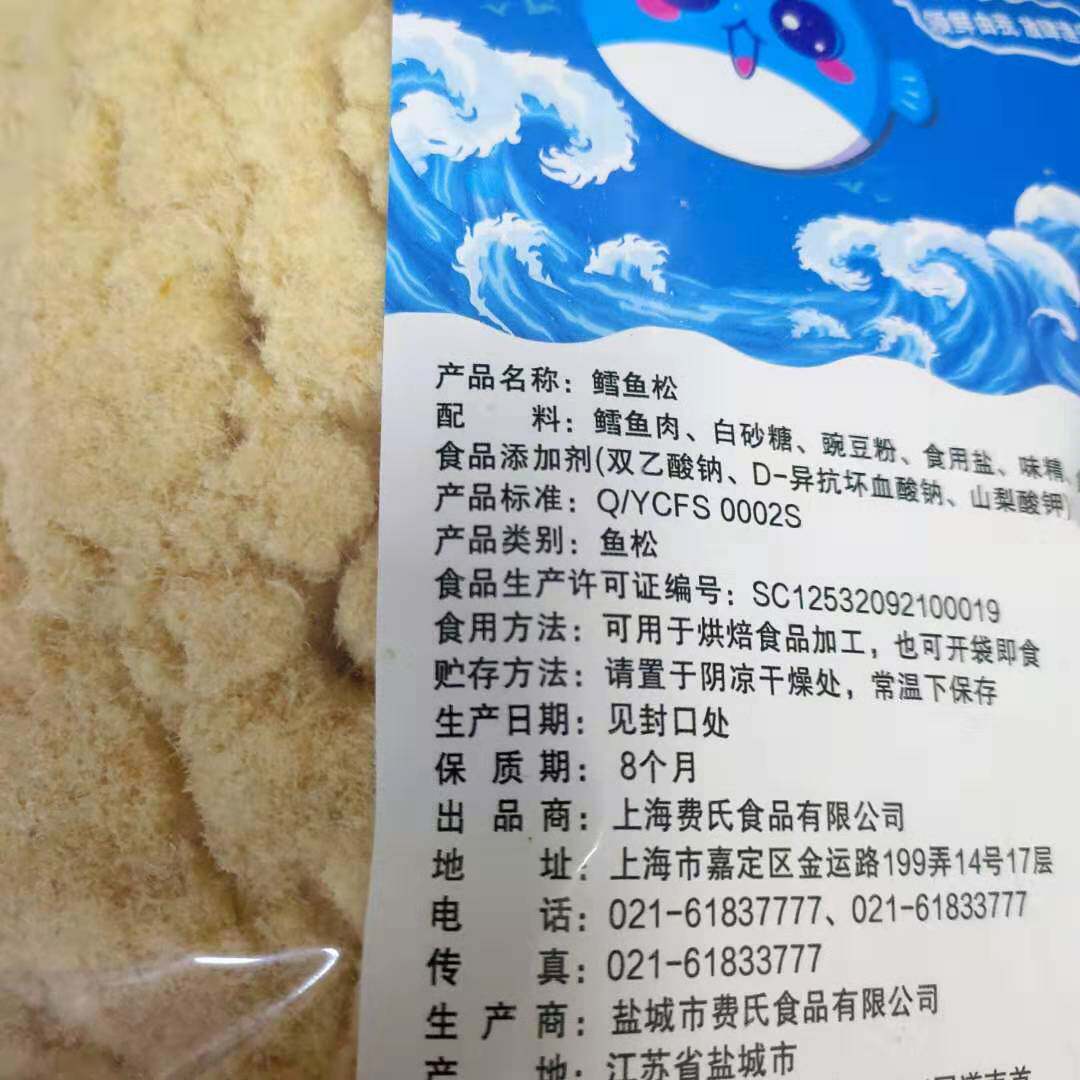 产品名称：鳕鱼松
配 料：鳕鱼肉、白砂糖、豌豆粉、食用盐、味精、
食品添加剂(双乙酸钠、D-异抗坏血酸钠、山梨酸钾)
产品标准：Q/YCFS 0002S
产品类别：鱼松
食品生产许可证编号：SC12532092100019
食用方法：可用于烘焙食品加工，也可开袋即食
贮存方法：请置于阴凉干燥处，常温下保存
生产日期：见封口处
保 质 期：8个月
出 品 商：上海费氏食品有限公司
地 址：上海市嘉定区金运路199弄14号17层
电 话：021-61837777、021-61833777
传 真：021-61833777
生 产 商：盐城市费氏食品有限公司
产 地：江苏省盐城市